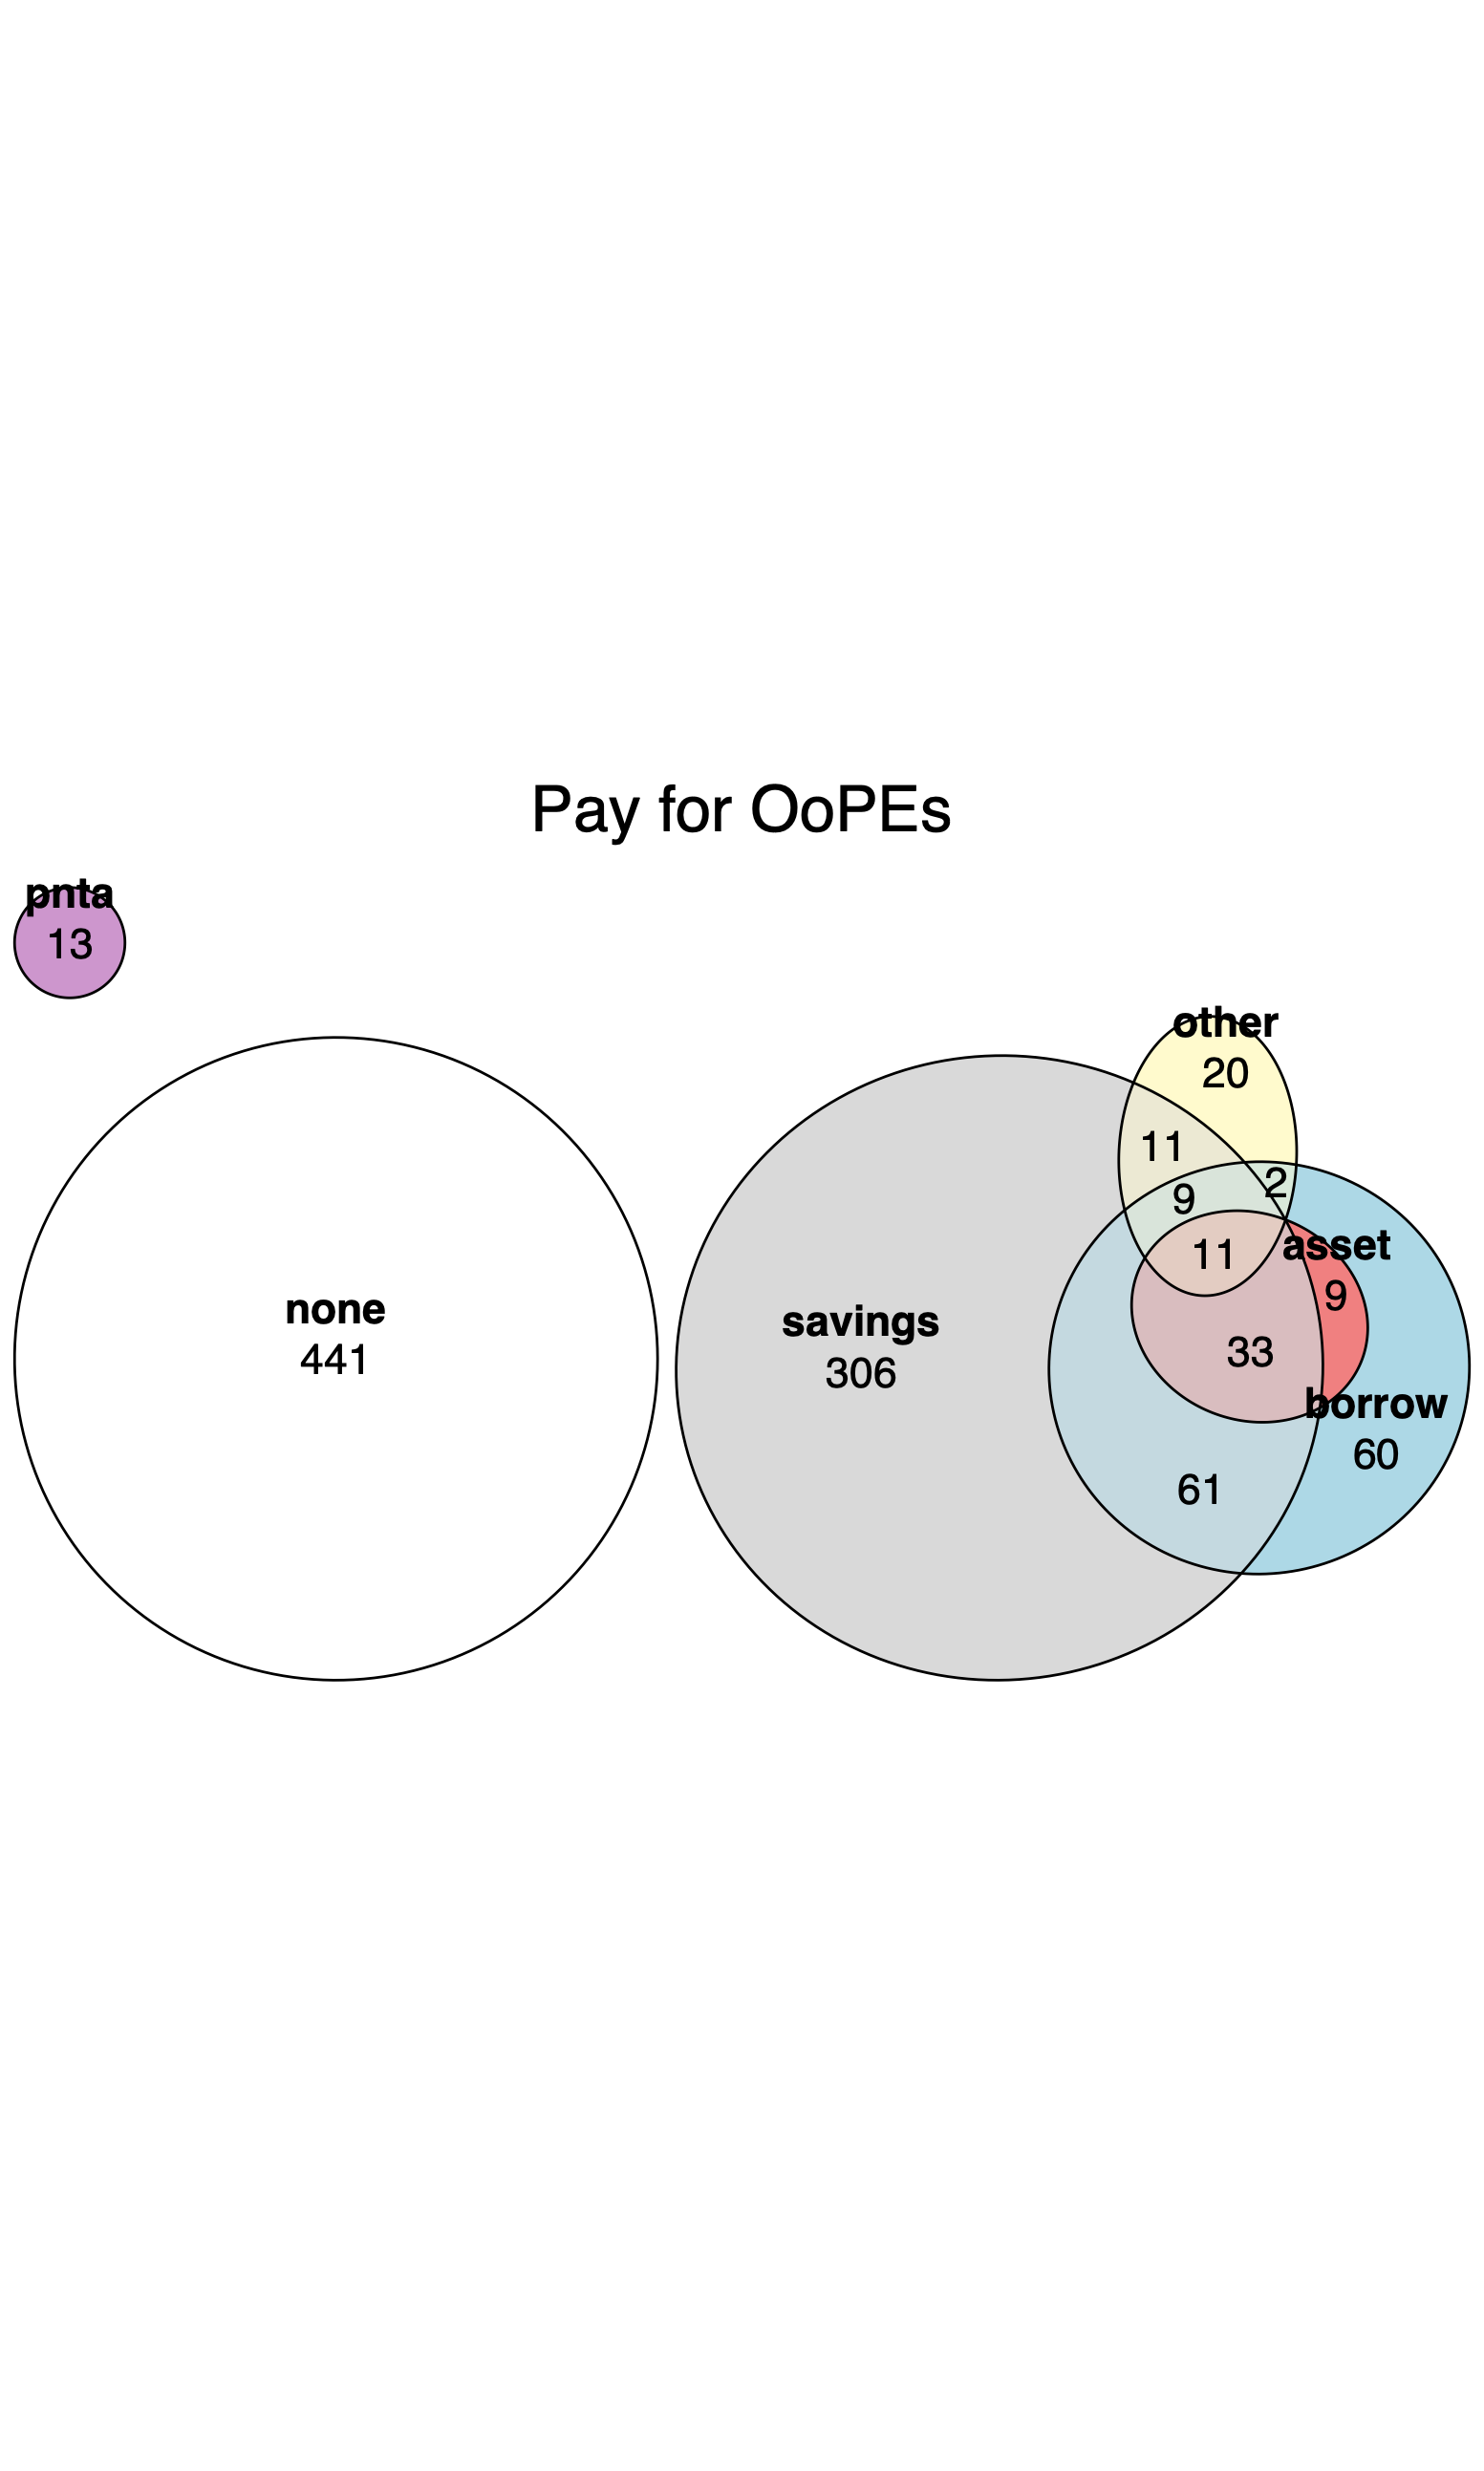 Pay for OoPEs
pnta
13
other
20
11
2
9
asset
11
9
none
441
savings
306
33
borrow
60
61